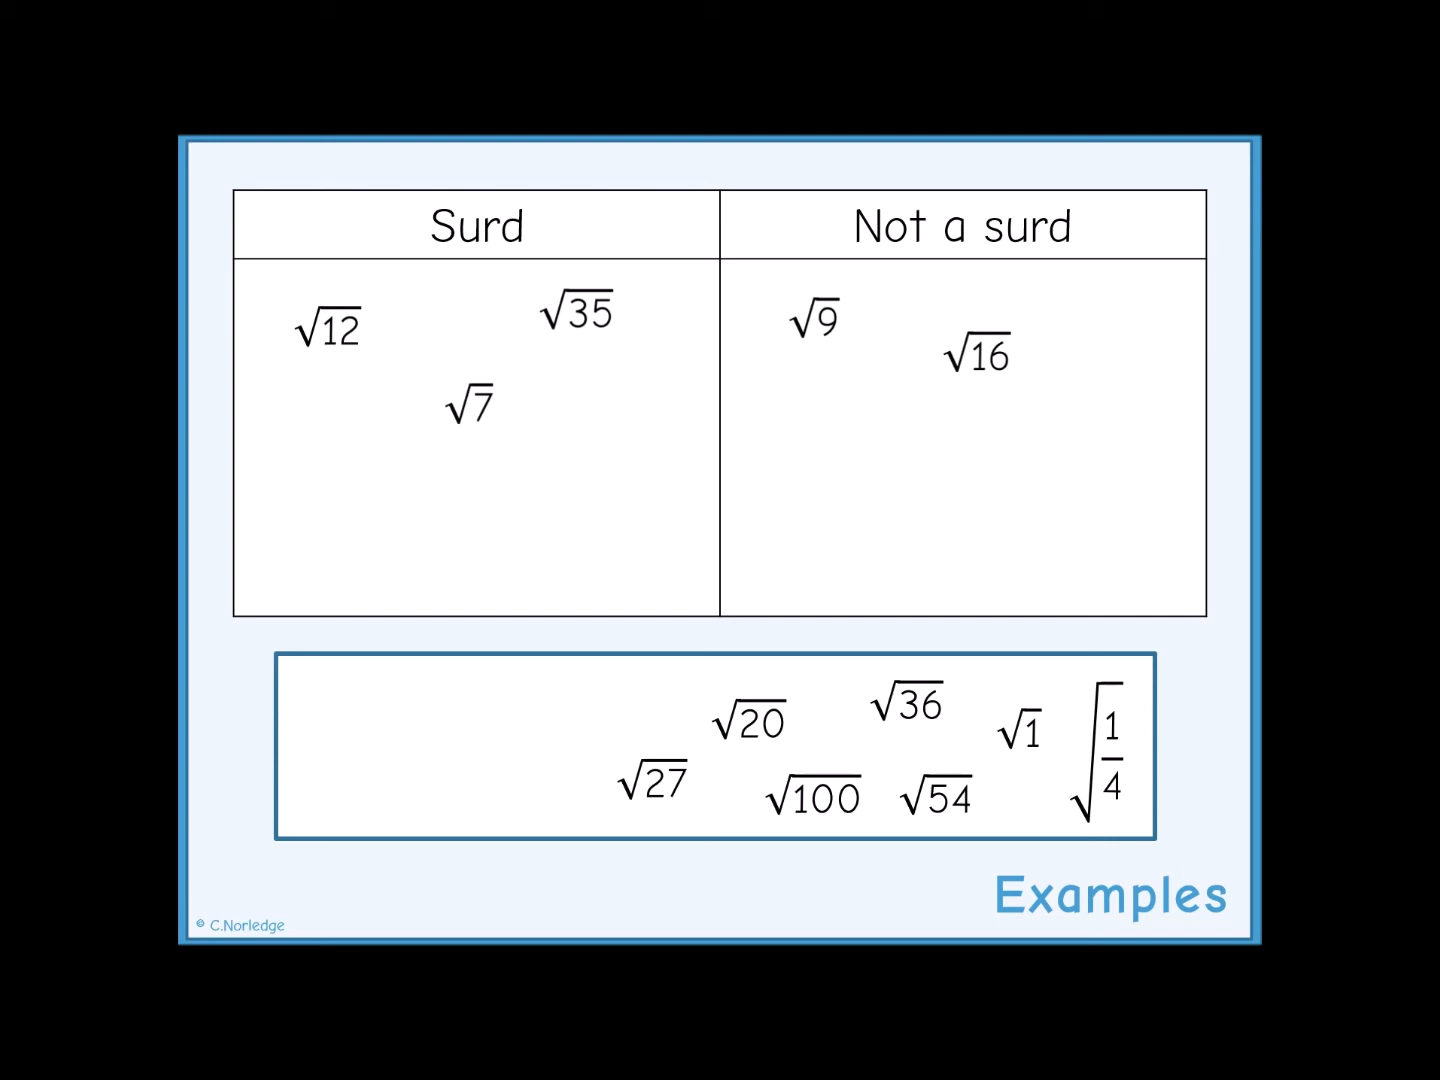 Surd Not a surd
√12 √35 √9 √16
√7
√20 √36 √1 √1/4
√27 √100 √54
Examples
© C.Norledge